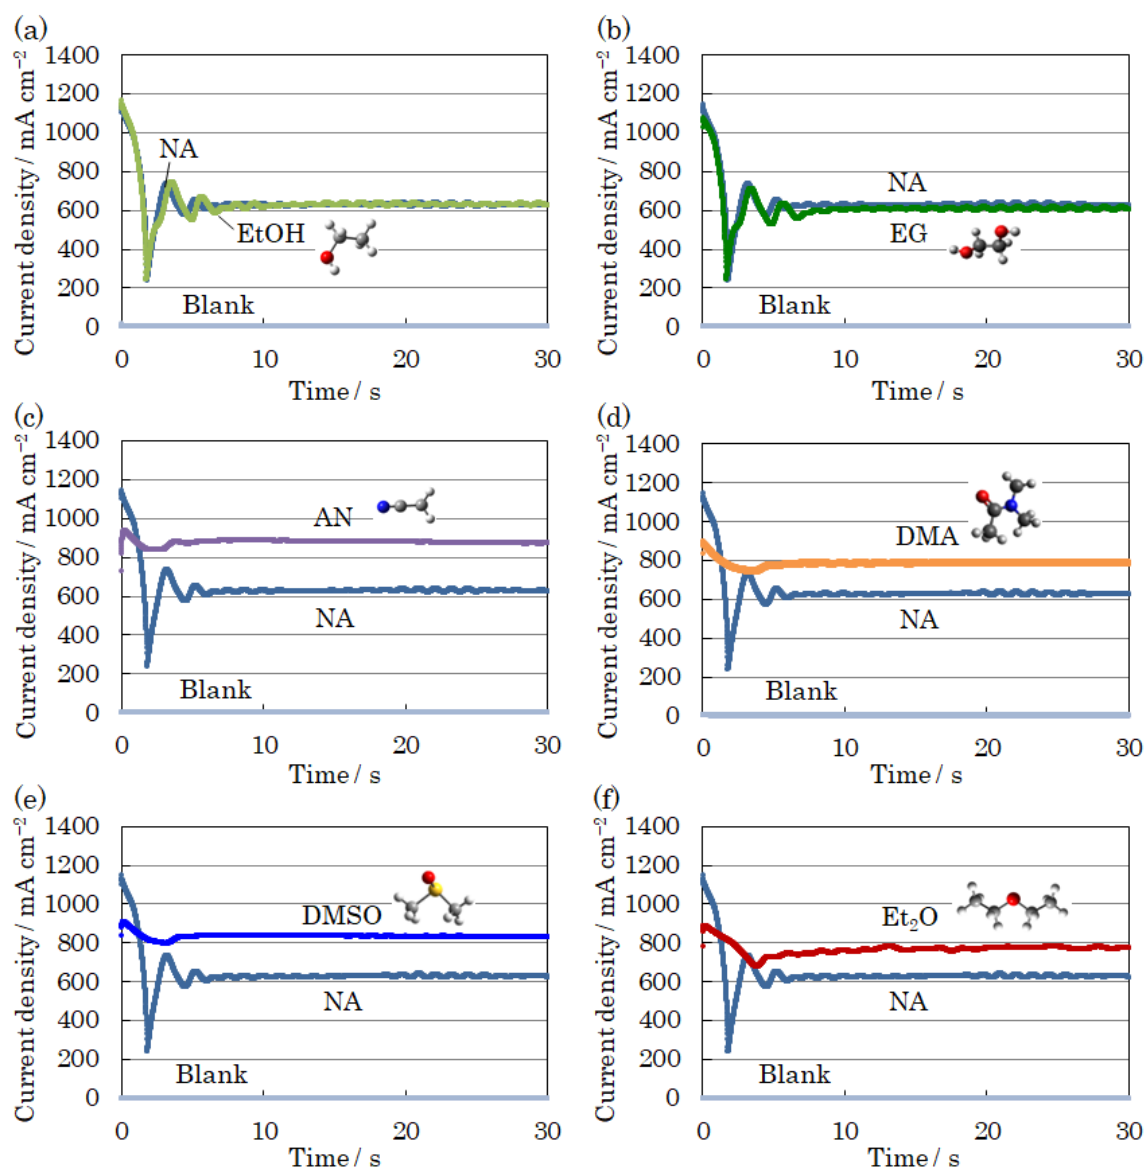 (a)
Current density / mA cm⁻²
1400
1200
1000
800
600
400
200
0
NA
EtOH
Blank
0 10 20 30
Time / s
(b)
Current density / mA cm⁻²
1400
1200
1000
800
600
400
200
0
NA
EG
Blank
0 10 20 30
Time / s
(c)
Current density / mA cm⁻²
1400
1200
1000
800
600
400
200
0
AN
NA
Blank
0 10 20 30
Time / s
(d)
Current density / mA cm⁻²
1400
1200
1000
800
600
400
200
0
DMA
NA
Blank
0 10 20 30
Time / s
(e)
Current density / mA cm⁻²
1400
1200
1000
800
600
400
200
0
DMSO
NA
Blank
0 10 20 30
Time / s
(f)
Current density / mA cm⁻²
1400
1200
1000
800
600
400
200
0
Et₂O
NA
Blank
0 10 20 30
Time / s